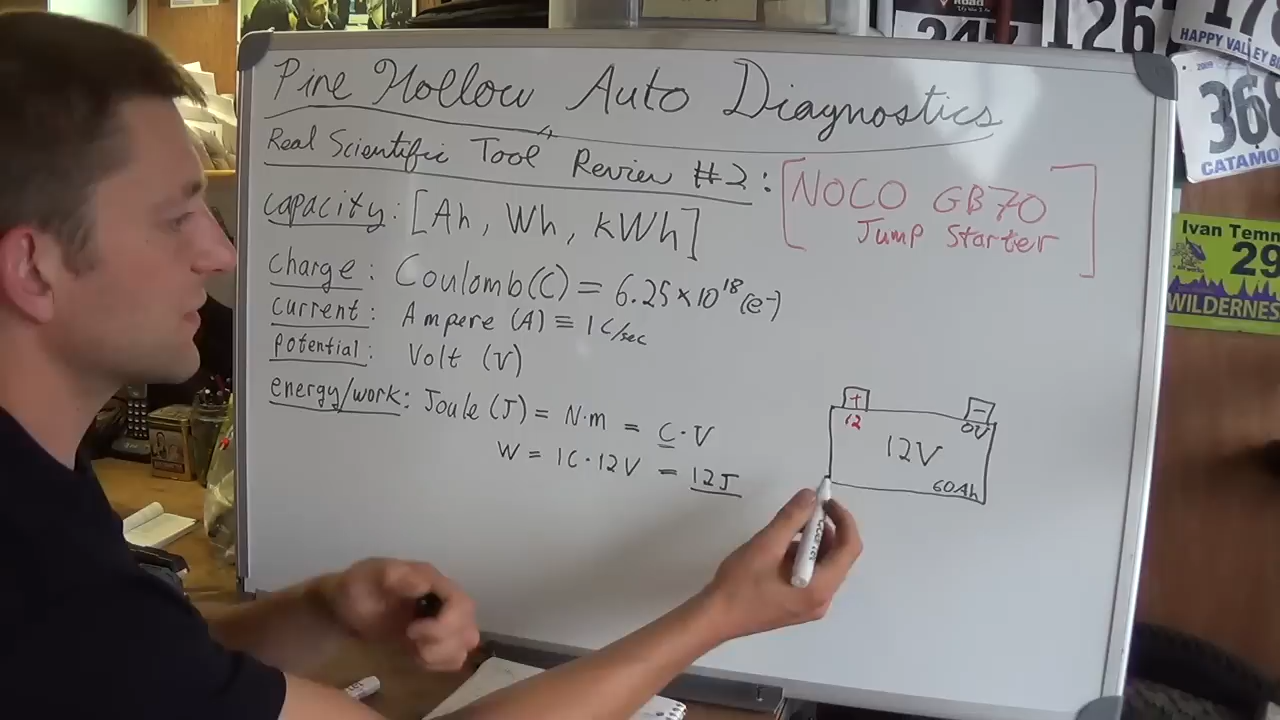 Pine Hollow Auto Diagnostics
Real Scientific "Tool Review #2:
[NOCO GB70
Jump Starter]
capacity: [Ah, Wh, kWh]
charge: Coulomb(C) = 6.25×10¹⁸(e⁻)
current: Ampere (A) ≡ 1C/sec
potential: Volt (V)
energy/work: Joule (J) = N·m = C·V
W = 1C·12V = 12J
+
12
-
0V
12V
60Ah
247
126
HAPPY VALLEY
368
CATAMO
Ivan Temn
29
WILDERNES